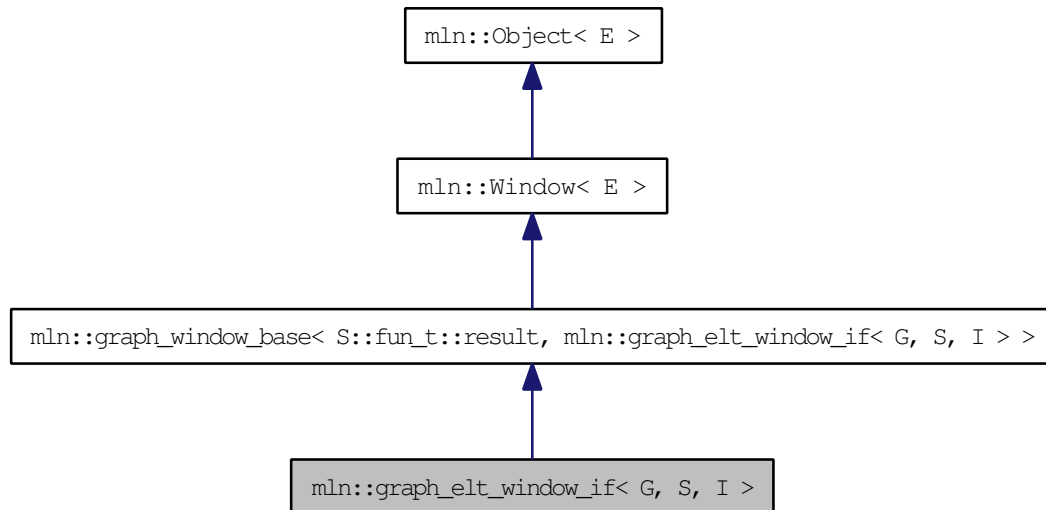 mln::Object< E >
mln::Window< E >
mln::graph_window_base< S::fun_t::result, mln::graph_elt_window_if< G, S, I > >
mln::graph_elt_window_if< G, S, I >